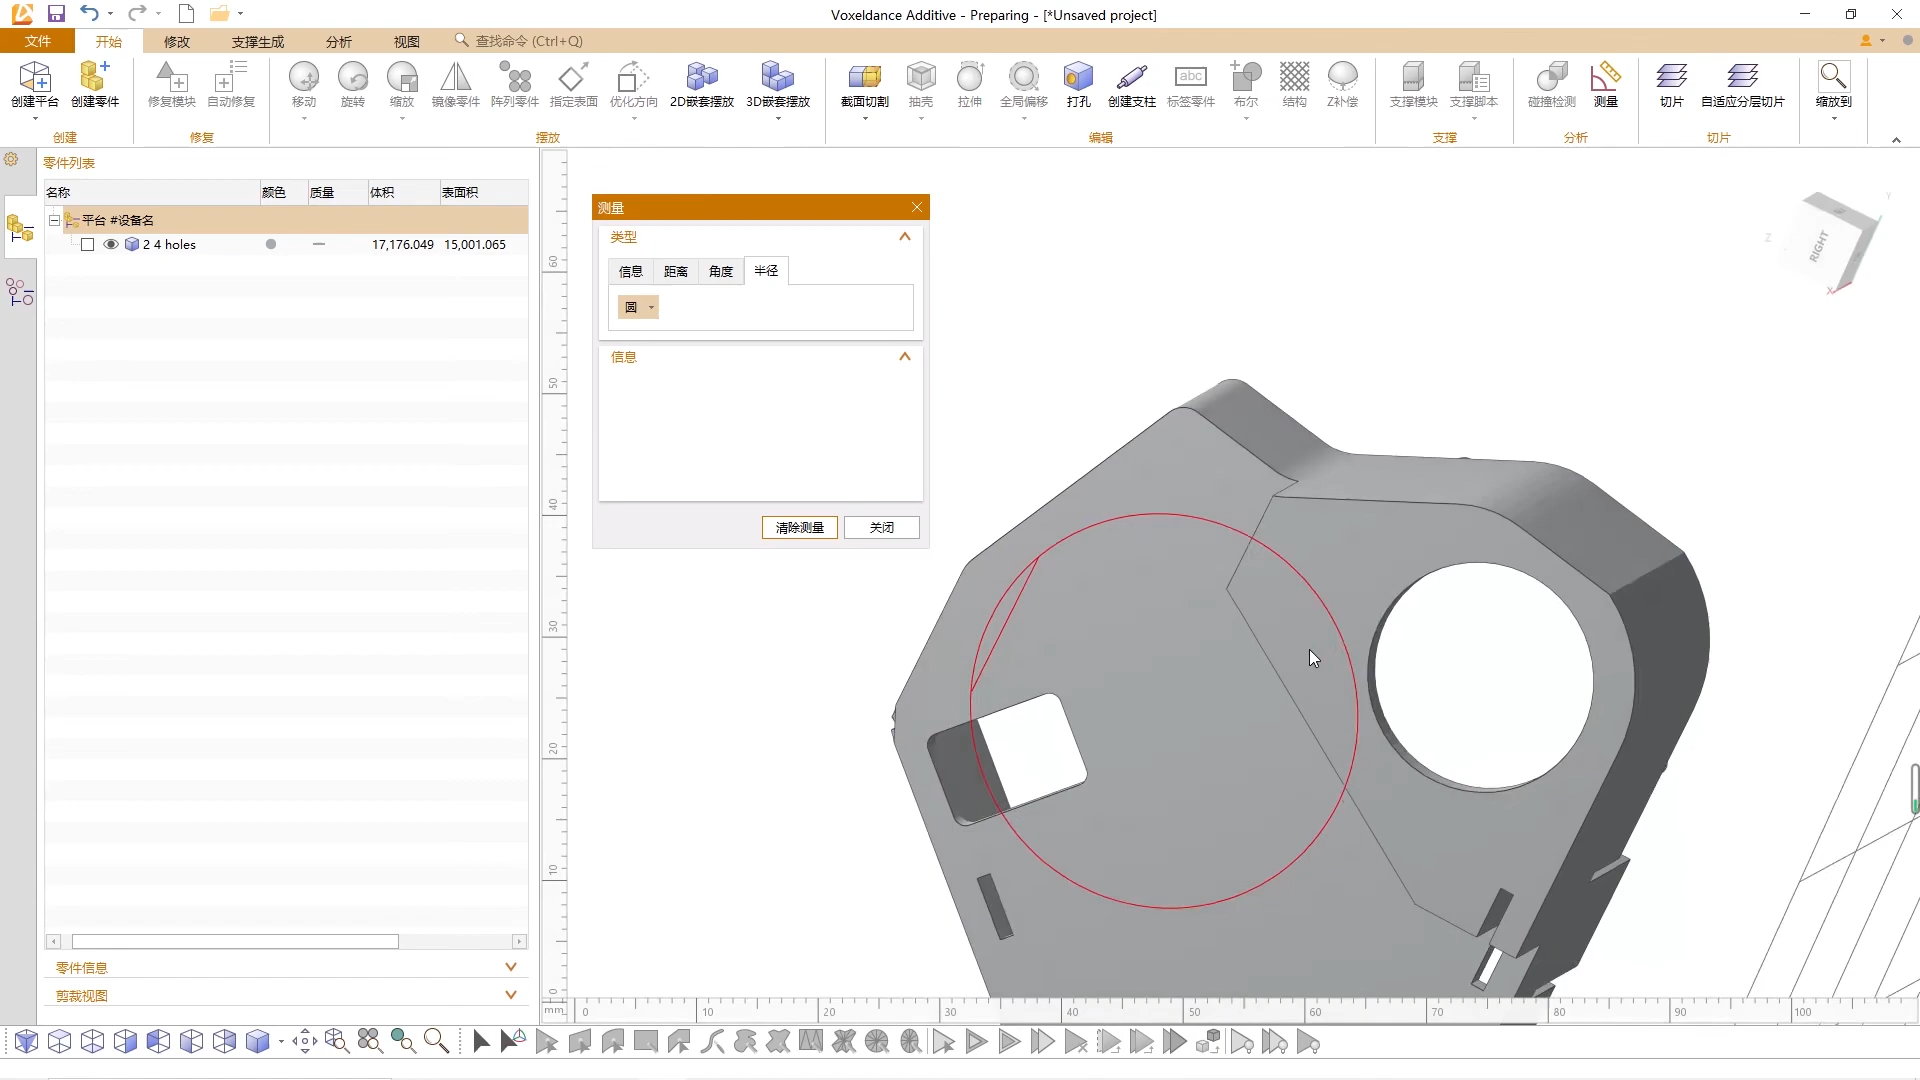 Voxeldance Additive - Preparing - [*Unsaved project]
文件 开始 修改 支撑生成 分析 视图 查找命令 (Ctrl+Q)
abc
创建平台 创建零件 修复模块 自动修复 移动 旋转 缩放 镜像零件 阵列零件 指定表面 优化方向 2D嵌套摆放 3D嵌套摆放 截面切割 抽壳 拉伸 全局偏移 打孔 创建支柱 标签零件 布尔 结构 Z补偿 支撑模块 支撑脚本 碰撞检测 测量 切片 自适应分层切片 缩放到
创建 修复 摆放 编辑 支撑 分析 切片
零件列表
名称 颜色 质量 体积 表面积
平台 #设备名
2 4 holes 17,176.049 15,001.065
零件信息
剪裁视图
测量
类型
信息 距离 角度 半径
圆
信息
清除测量 关闭
RIGHT
Y
Z
X
60
50
40
30
20
10
0
mm 0 10 20 30 40 50 60 70 80 90 100